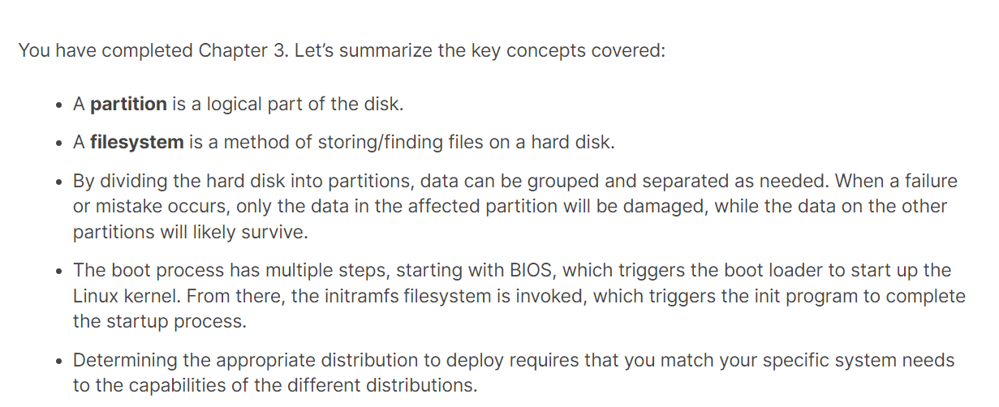 You have completed Chapter 3. Let’s summarize the key concepts covered:
• A partition is a logical part of the disk.
• A filesystem is a method of storing/finding files on a hard disk.
• By dividing the hard disk into partitions, data can be grouped and separated as needed. When a failure
or mistake occurs, only the data in the affected partition will be damaged, while the data on the other
partitions will likely survive.
• The boot process has multiple steps, starting with BIOS, which triggers the boot loader to start up the
Linux kernel. From there, the initramfs filesystem is invoked, which triggers the init program to complete
the startup process.
• Determining the appropriate distribution to deploy requires that you match your specific system needs
to the capabilities of the different distributions.